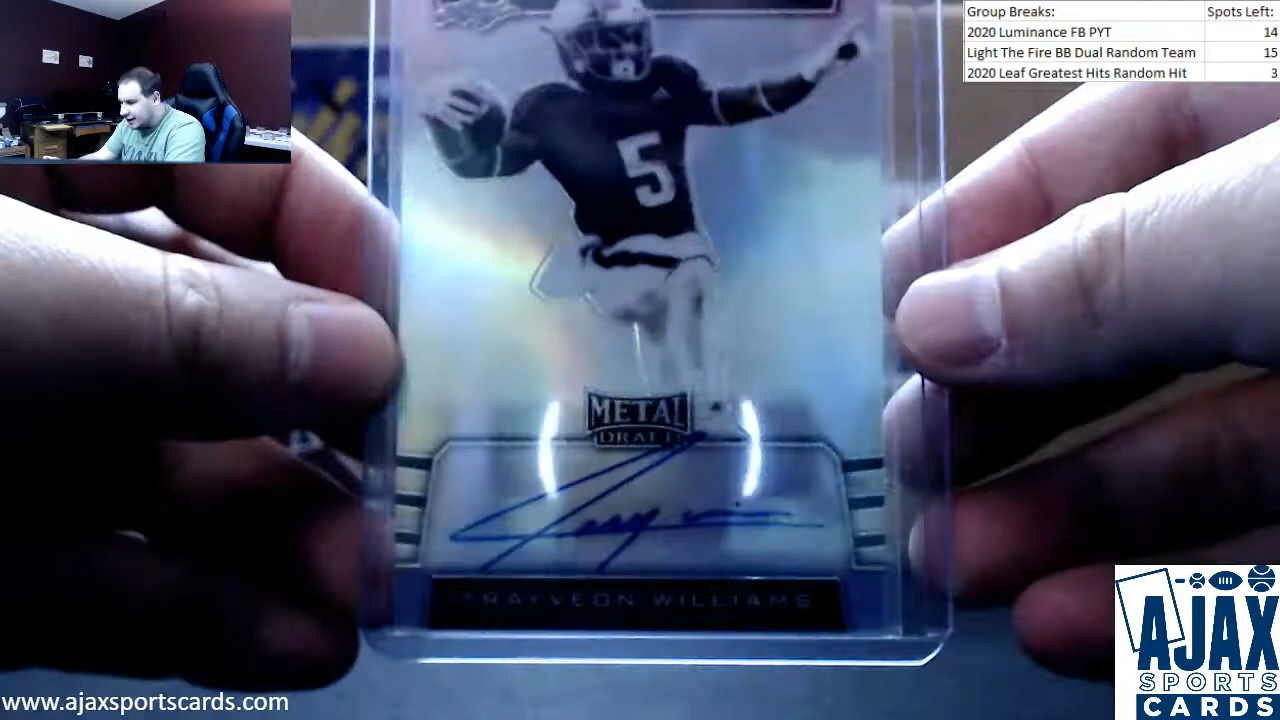 Group Breaks: Spots Left:
2020 Luminance FB PYT 14
Light The Fire BB Dual Random Team 15
2020 Leaf Greatest Hits Random Hit 3
5
METAL
DRAFT
TRAYVEON WILLIAMS
www.ajaxsportscards.com
AJAX
SPORTS
CARDS